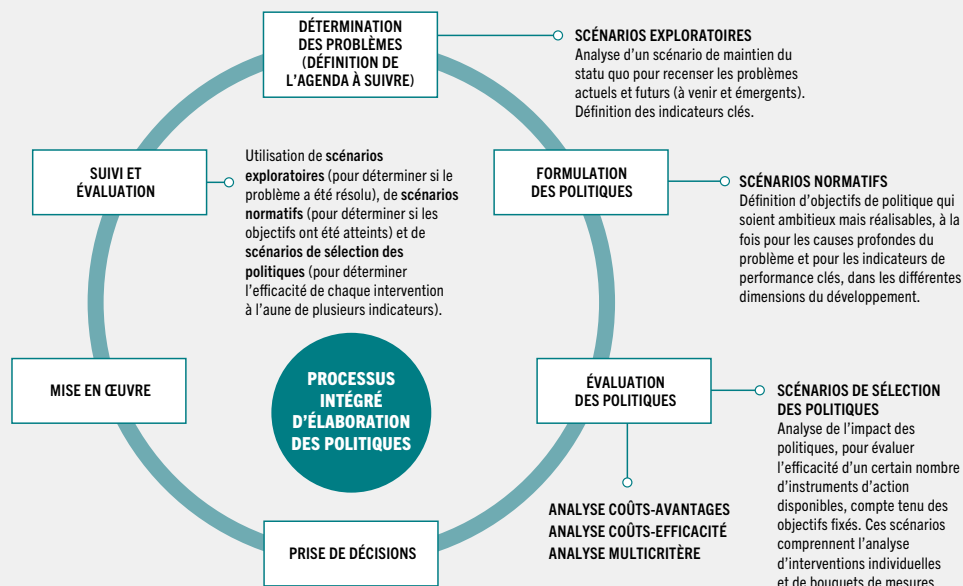 DÉTERMINATION
DES PROBLÈMES
(DÉFINITION DE
L'AGENDA À SUIVRE)
SCÉNARIOS EXPLORATOIRES
Analyse d'un scénario de maintien du
statu quo pour recenser les problèmes
actuels et futurs (à venir et émergents).
Définition des indicateurs clés.
SUIVI ET
ÉVALUATION
Utilisation de scénarios
exploratoires (pour déterminer si le
problème a été résolu), de scénarios
normatifs (pour déterminer si les
objectifs ont été atteints) et de
scénarios de sélection des
politiques (pour déterminer
l'efficacité de chaque intervention
à l'aune de plusieurs indicateurs).
FORMULATION
DES POLITIQUES
SCÉNARIOS NORMATIFS
Définition d'objectifs de politique qui
soient ambitieux mais réalisables, à la
fois pour les causes profondes du
problème et pour les indicateurs de
performance clés, dans les différentes
dimensions du développement.
MISE EN ŒUVRE
PROCESSUS
INTÉGRÉ
D'ÉLABORATION
DES POLITIQUES
ÉVALUATION
DES POLITIQUES
SCÉNARIOS DE SÉLECTION
DES POLITIQUES
Analyse de l'impact des
politiques, pour évaluer
l'efficacité d'un certain nombre
d'instruments d'action
disponibles, compte tenu des
objectifs fixés. Ces scénarios
comprennent l'analyse
d'interventions individuelles
et de bouquets de mesures
ANALYSE COÛTS-AVANTAGES
ANALYSE COÛTS-EFFICACITÉ
ANALYSE MULTICRITÈRE
PRISE DE DÉCISIONS